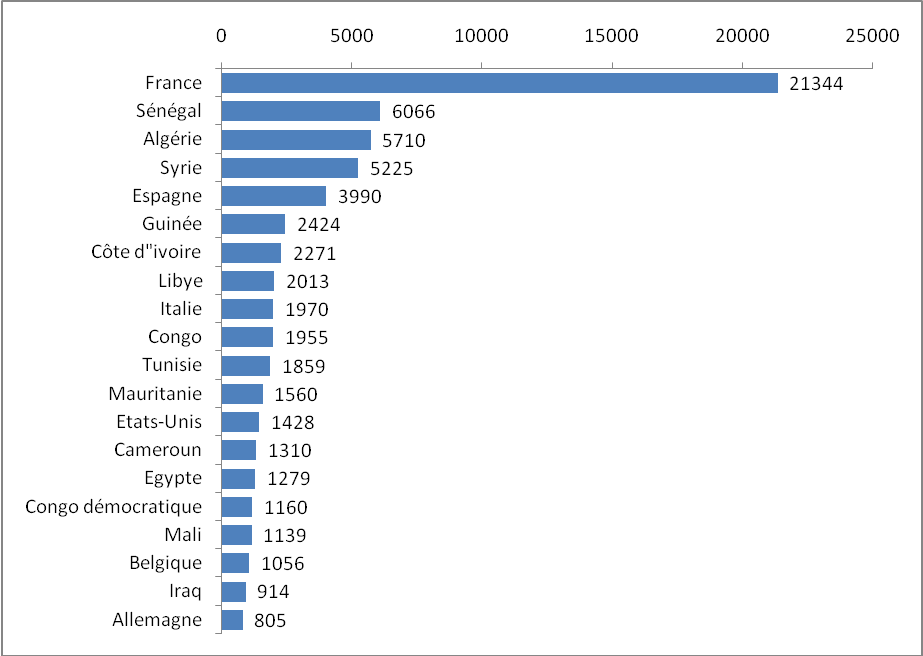 0 5000 10000 15000 20000 25000
France 21344
Sénégal 6066
Algérie 5710
Syrie 5225
Espagne 3990
Guinée 2424
Côte d"ivoire 2271
Libye 2013
Italie 1970
Congo 1955
Tunisie 1859
Mauritanie 1560
Etats-Unis 1428
Cameroun 1310
Egypte 1279
Congo démocratique 1160
Mali 1139
Belgique 1056
Iraq 914
Allemagne 805